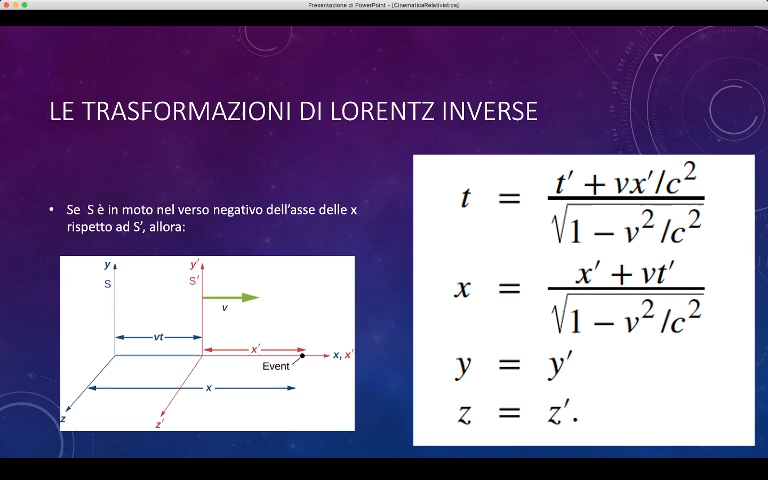 Presentazione di PowerPoint - [CinematicaRelativistica]
LE TRASFORMAZIONI DI LORENTZ INVERSE
• Se S è in moto nel verso negativo dell'asse delle x
rispetto ad S', allora:
y
S
y'
S'
v
vt
x'
x, x'
Event
x
z
z'
t = t' + vx'/c² / √1 − v²/c²
x = x' + vt' / √1 − v²/c²
y = y'
z = z'.